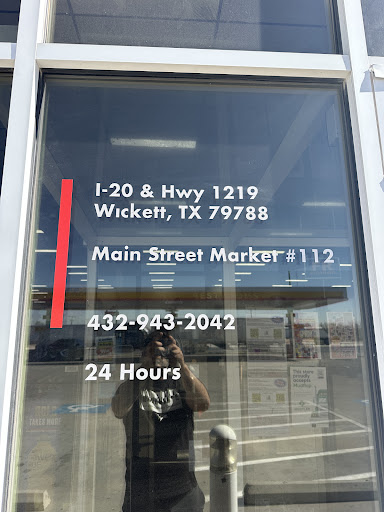 I-20 & Hwy 1219
Wickett, TX 79788
Main Street Market #112
432-943-2042
24 Hours